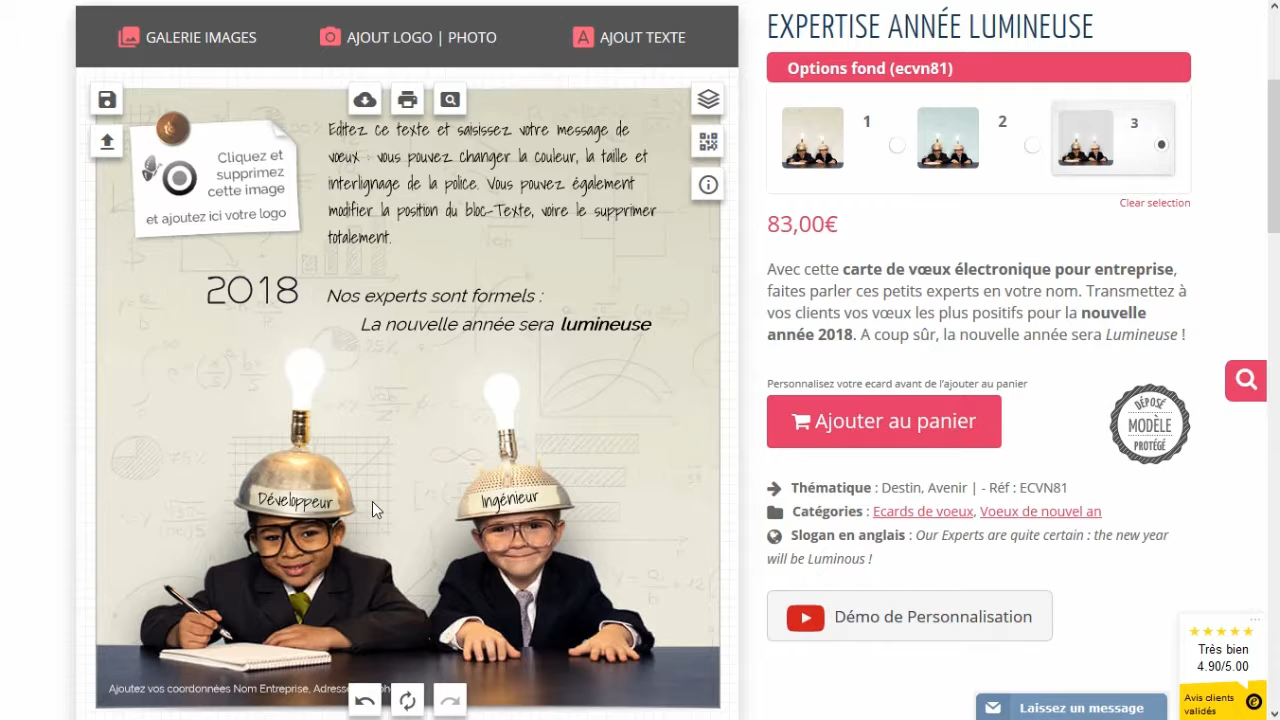 GALERIE IMAGES
AJOUT LOGO | PHOTO
AJOUT TEXTE
Cliquez et
supprimez
cette image
et ajoutez ici votre logo
Editez ce texte et saisissez votre message de
vœux : vous pouvez changer la couleur, la taille et
interlignage de la police. Vous pouvez également
modifier la position du bloc-Texte, voire le supprimer
totalement.
2018
Nos experts sont formels :
La nouvelle année sera lumineuse
Développeur
Ingénieur
Ajoutez vos coordonnées Nom Entreprise,
EXPERTISE ANNÉE LUMINEUSE
Options fond (ecvn81)
1
2
3
Clear selection
83,00€
Avec cette carte de vœux électronique pour entreprise,
faites parler ces petits experts en votre nom. Transmettez à
vos clients vos vœux les plus positifs pour la nouvelle
année 2018. A coup sûr, la nouvelle année sera Lumineuse !
Personnalisez votre ecard avant de l'ajouter au panier
Ajouter au panier
DÉPOSÉ
MODÈLE
PROTÉGÉ
Thématique : Destin, Avenir | - Réf : ECVN81
Catégories : Ecards de voeux, Voeux de nouvel an
Slogan en anglais : Our Experts are quite certain : the new year
will be Luminous !
Démo de Personnalisation
Très bien
4.90/5.00
Avis clients
validés
Laissez un message